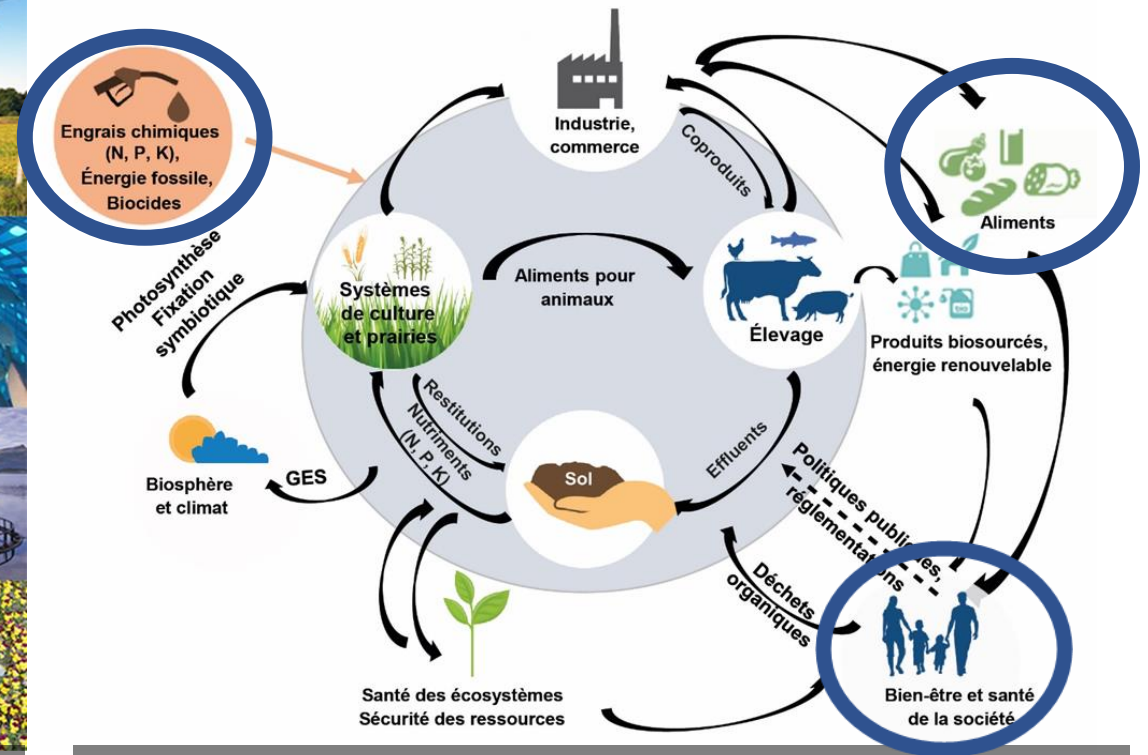 Engrais chimiques
(N, P, K),
Énergie fossile,
Biocides
Industrie,
commerce
Coproduits
Aliments
Photosynthèse
Fixation
symbiotique
Systèmes
de culture
et prairies
Aliments pour
animaux
Élevage
Produits biosourcés,
énergie renouvelable
bio
Restitutions
Nutriments
(N, P, K)
Sol
Effluents
Politiques publiques,
réglementations
Biosphère
et climat
GES
Déchets
organiques
Santé des écosystèmes
Sécurité des ressources
Bien-être et santé
de la société